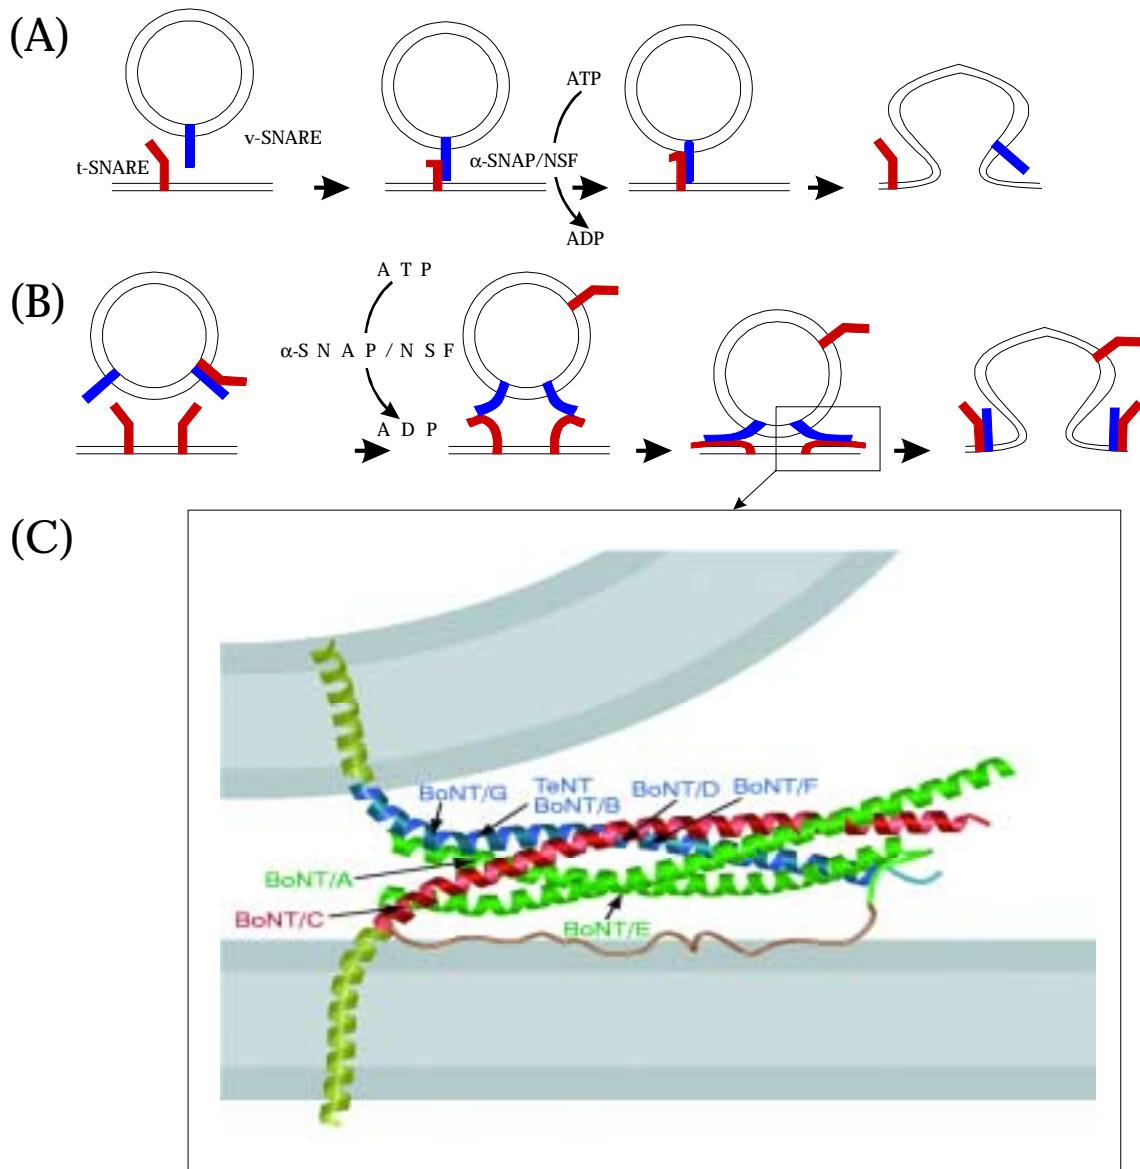 (A)
v-SNARE
t-SNARE
ATP
α-SNAP/NSF
ADP
(B)
A T P
α-S N A P / N S F
A D P
(C)
BoNT/G
TeNT
BoNT/B
BoNT/D
BoNT/F
BoNT/A
BoNT/C
BoNT/E